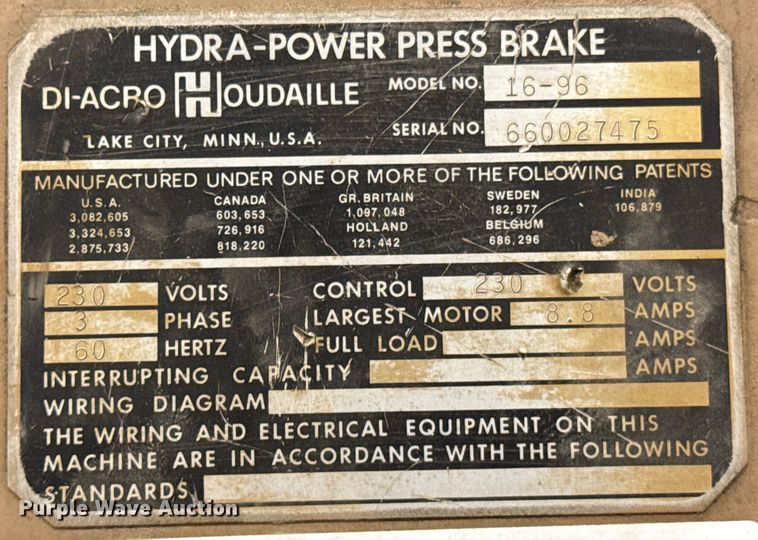 HYDRA-POWER PRESS BRAKE
DI-ACRO HOUDAILLE MODEL NO. 16-96
LAKE CITY, MINN., U.S.A. SERIAL NO. 660027475
MANUFACTURED UNDER ONE OR MORE OF THE FOLLOWING PATENTS
U.S.A. CANADA GR. BRITAIN SWEDEN INDIA
3,082,605 603,653 1,097,048 182,977 106,879
3,324,653 726,916 HOLLAND BELGIUM
2,875,733 818,220 121,442 686,296
230 VOLTS CONTROL 230 VOLTS
3 PHASE LARGEST MOTOR 8.8 AMPS
60 HERTZ FULL LOAD AMPS
INTERRUPTING CAPACITY AMPS
WIRING DIAGRAM
THE WIRING AND ELECTRICAL EQUIPMENT ON THIS
MACHINE ARE IN ACCORDANCE WITH THE FOLLOWING
STANDARDS
Purple Wave Auction